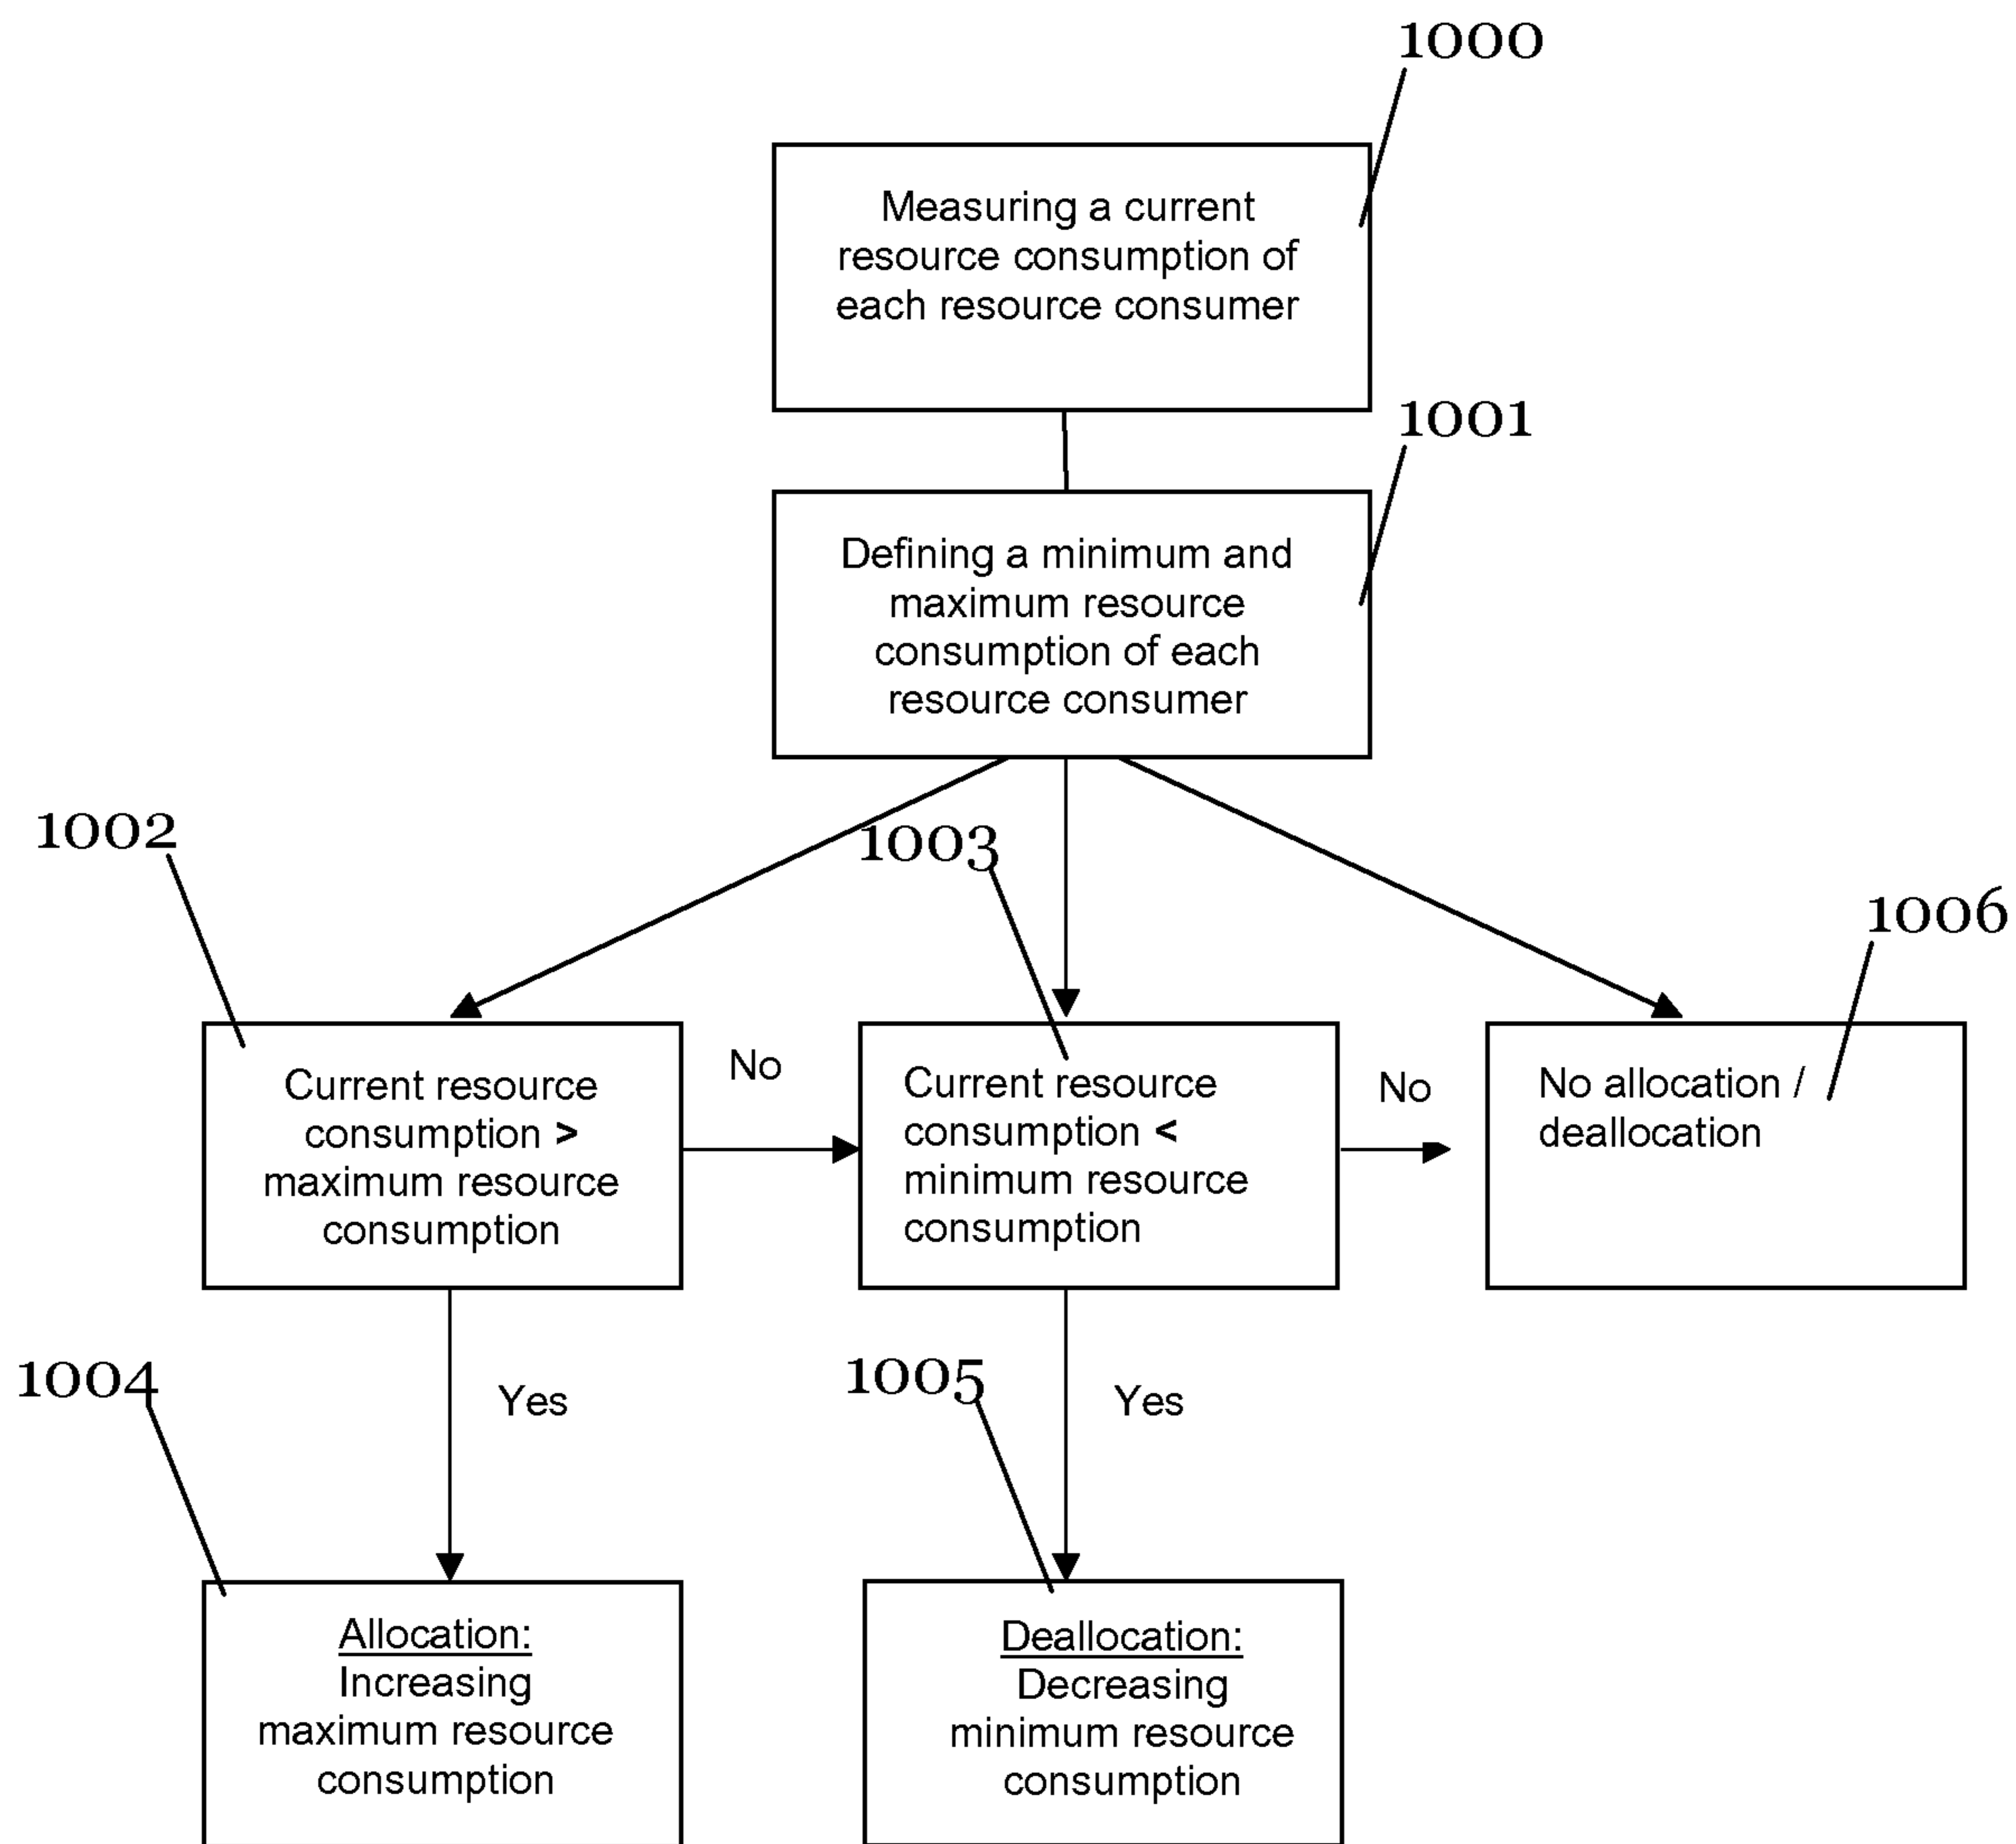 1000
Measuring a current
resource consumption of
each resource consumer
1001
Defining a minimum and
maximum resource
consumption of each
resource consumer
1002
1003
1006
Current resource
consumption >
maximum resource
consumption
No
Current resource
consumption <
minimum resource
consumption
No
No allocation /
deallocation
1004
Yes
1005
Yes
Allocation:
Increasing
maximum resource
consumption
Deallocation:
Decreasing
minimum resource
consumption